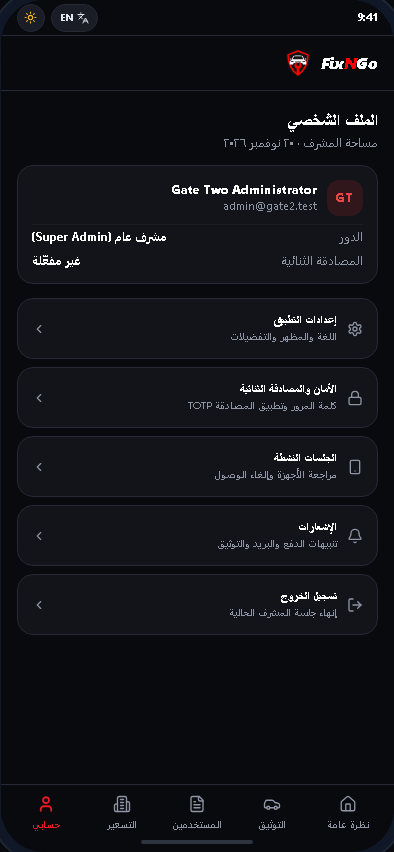 9:41
EN
FixNGo
الملف الشخصي
مساحة المشرف · ٢٠ نوفمبر ٢٠٢٦
GT
Gate Two Administrator
admin@gate2.test
الدور
مشرف عام (Super Admin)
المصادقة الثنائية
غير مفعّلة
إعدادات التطبيق
اللغة والمظهر والتفضيلات
الأمان والمصادقة الثنائية
كلمة المرور وتطبيق المصادقة TOTP
الجلسات النشطة
مراجعة الأجهزة وإلغاء الوصول
الإشعارات
تنبيهات الدفع والبريد والتوثيق
تسجيل الخروج
إنهاء جلسة المشرف الحالية
نظرة عامة
التوثيق
المستخدمين
التسعير
حسابي